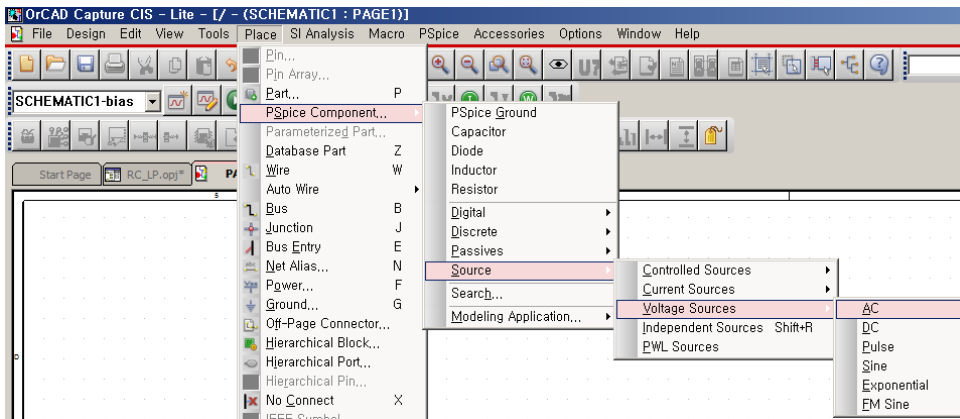 OrCAD Capture CIS - Lite - [/ - (SCHEMATIC1 : PAGE1)]
File Design Edit View Tools Place SI Analysis Macro PSpice Accessories Options Window Help
SCHEMATIC1-bias
Start Page RC_LP.opj* PA
Pin...
Pin Array...
Part... P
PSpice Component...
Parameterized Part...
Database Part Z
Wire W
Auto Wire
Bus B
Junction J
Bus Entry E
Net Alias... N
Power... F
Ground... G
Off-Page Connector...
Hierarchical Block...
Hierarchical Port...
Hierarchical Pin...
No Connect X
IEEE Symbol
PSpice Ground
Capacitor
Diode
Inductor
Resistor
Digital
Discrete
Passives
Source
Search...
Modeling Application...
Controlled Sources
Current Sources
Voltage Sources
Independent Sources Shift+R
PWL Sources
AC
DC
Pulse
Sine
Exponential
FM Sine